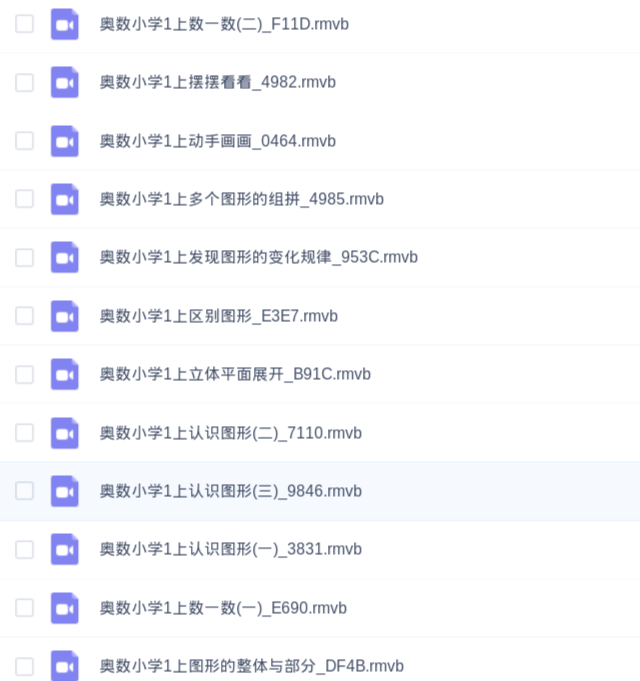 奥数小学1上数一数(二)_F11D.rmvb
奥数小学1上摆摆看看_4982.rmvb
奥数小学1上动手画画_0464.rmvb
奥数小学1上多个图形的组拼_4985.rmvb
奥数小学1上发现图形的变化规律_953C.rmvb
奥数小学1上区别图形_E3E7.rmvb
奥数小学1上立体平面展开_B91C.rmvb
奥数小学1上认识图形(二)_7110.rmvb
奥数小学1上认识图形(三)_9846.rmvb
奥数小学1上认识图形(一)_3831.rmvb
奥数小学1上数一数(一)_E690.rmvb
奥数小学1上图形的整体与部分_DF4B.rmvb